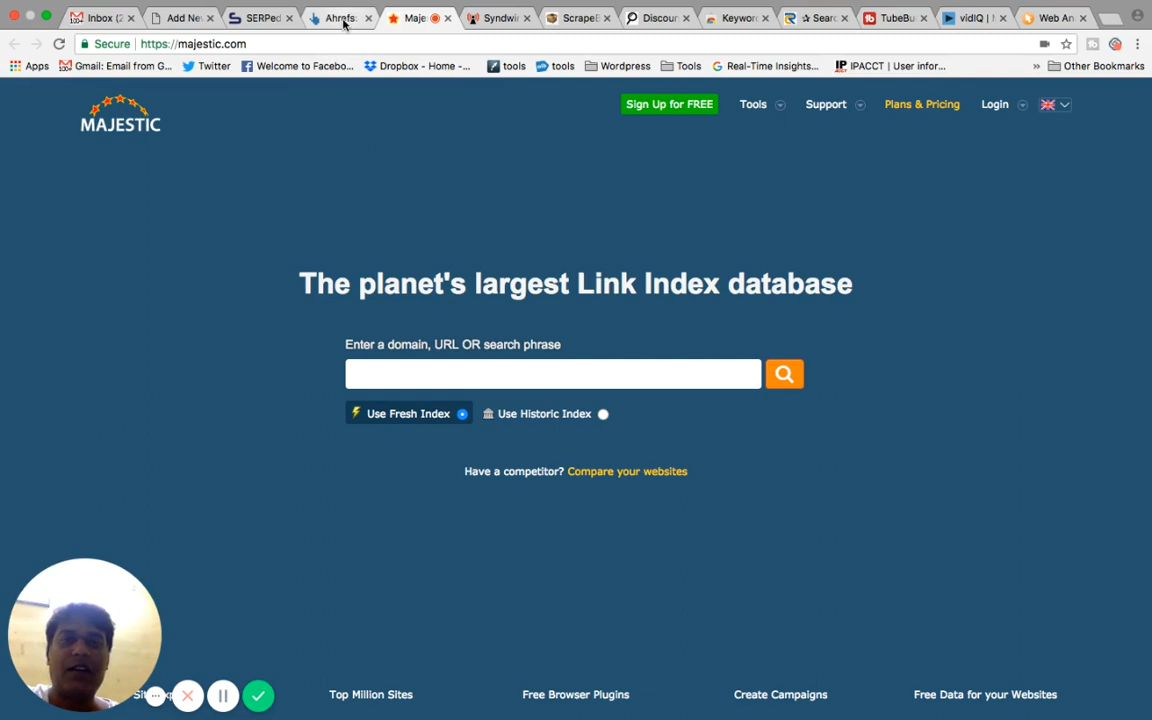 Inbox (2
Add Ne
SERPed
Ahrefs:
Maje
Syndwi
ScrapeB
Discour
Keywor
Searc
TubeBu
vidIQ |
Web An
Secure | https://majestic.com
Apps
Gmail: Email from G...
Twitter
Welcome to Facebo...
Dropbox - Home -...
tools
tools
Wordpress
Tools
Real-Time Insights...
IPACCT | User infor...
» Other Bookmarks
MAJESTIC
Sign Up for FREE
Tools
Support
Plans & Pricing
Login
The planet's largest Link Index database
Enter a domain, URL OR search phrase
Use Fresh Index
Use Historic Index
Have a competitor? Compare your websites
Top Million Sites
Free Browser Plugins
Create Campaigns
Free Data for your Websites